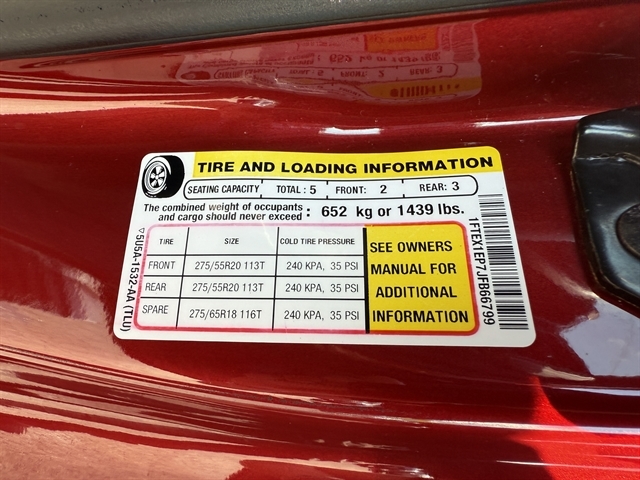 TIRE AND LOADING INFORMATION
SEATING CAPACITY TOTAL : 5 FRONT: 2 REAR: 3
The combined weight of occupants
and cargo should never exceed : 652 kg or 1439 lbs.
TIRE SIZE COLD TIRE PRESSURE
FRONT 275/55R20 113T 240 KPA, 35 PSI
REAR 275/55R20 113T 240 KPA, 35 PSI
SPARE 275/65R18 116T 240 KPA, 35 PSI
SEE OWNERS
MANUAL FOR
ADDITIONAL
INFORMATION
5U5A-1532-AA (TLU)
1FTEX1EP7JFB66799